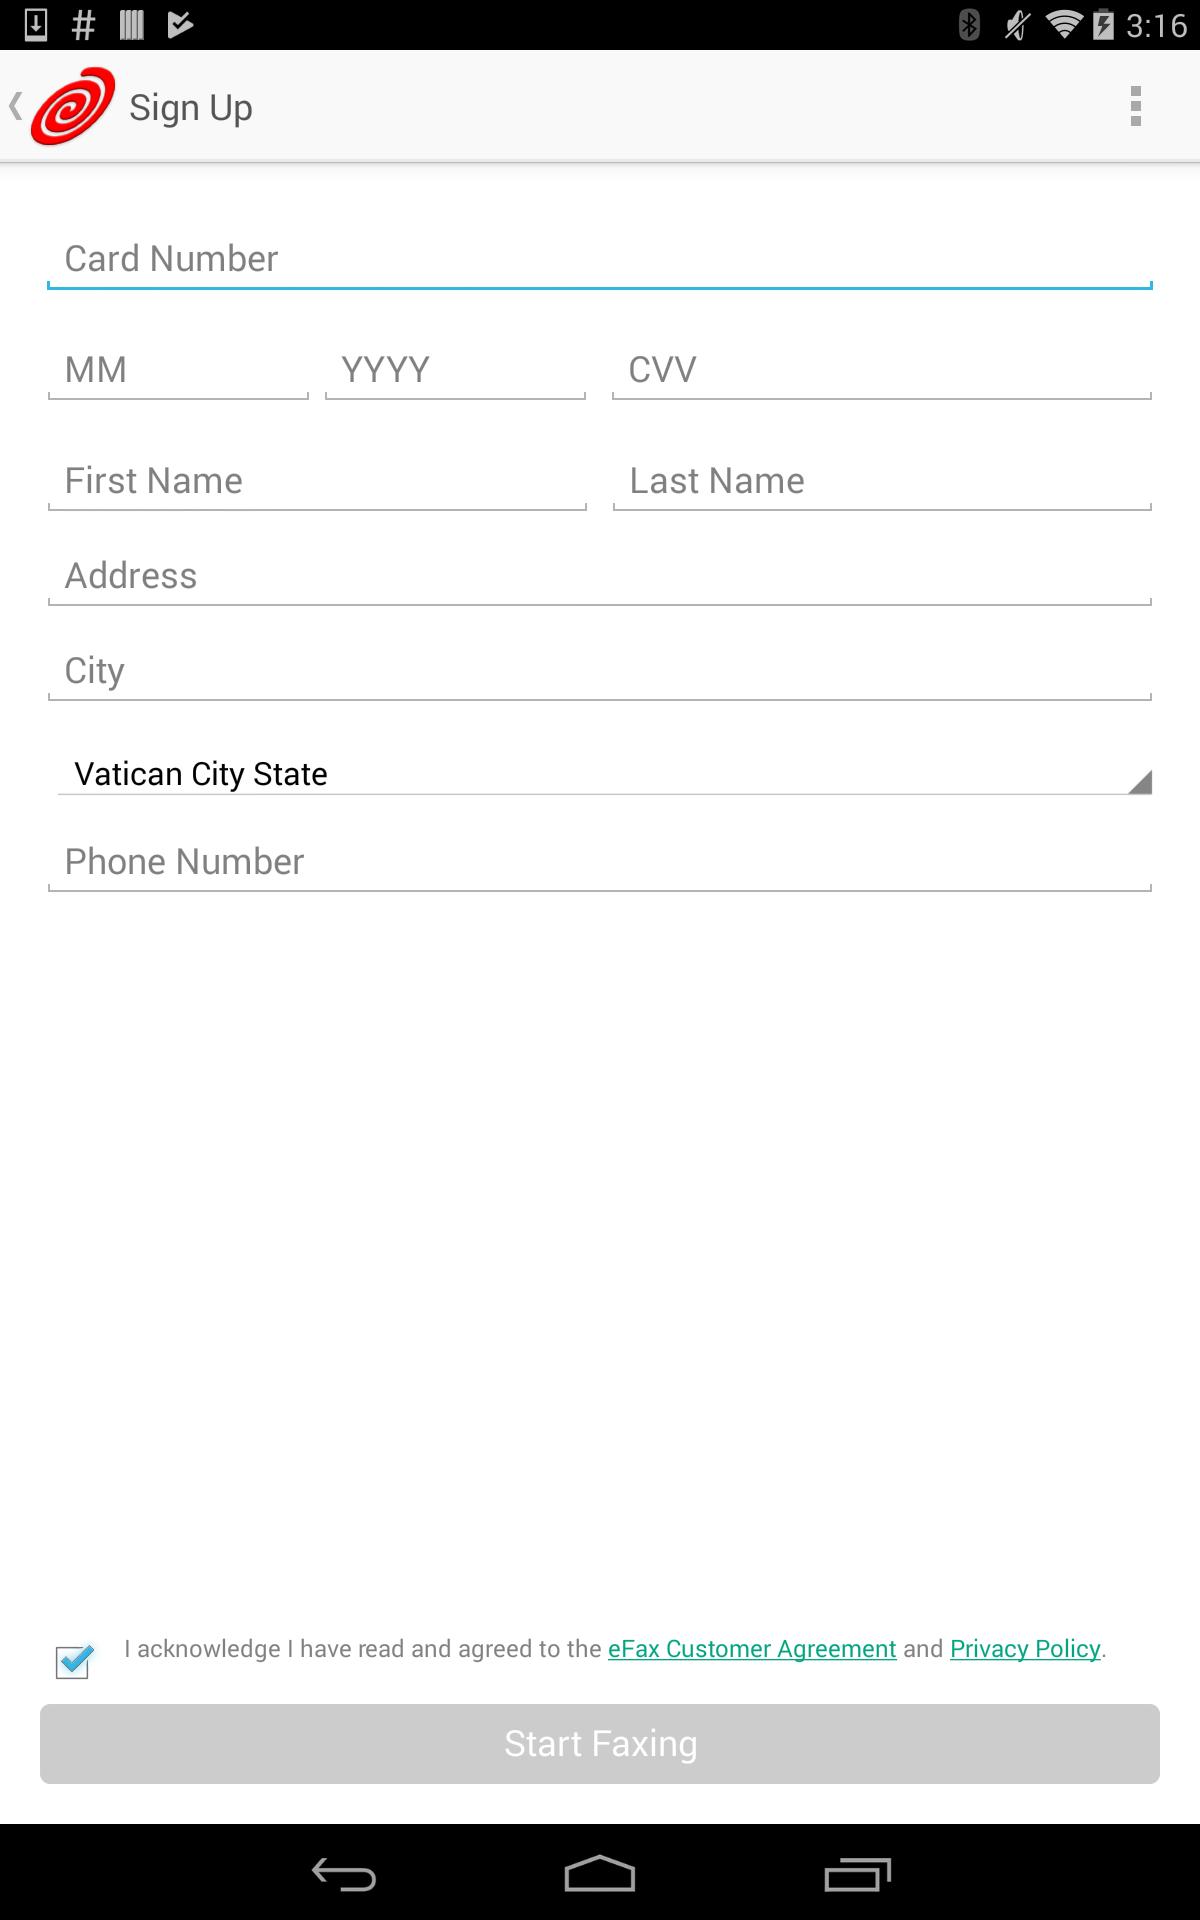 3:16
Sign Up
Card Number
MM YYYY CVV
First Name Last Name
Address
City
Vatican City State
Phone Number
I acknowledge I have read and agreed to the eFax Customer Agreement and Privacy Policy.
Start Faxing